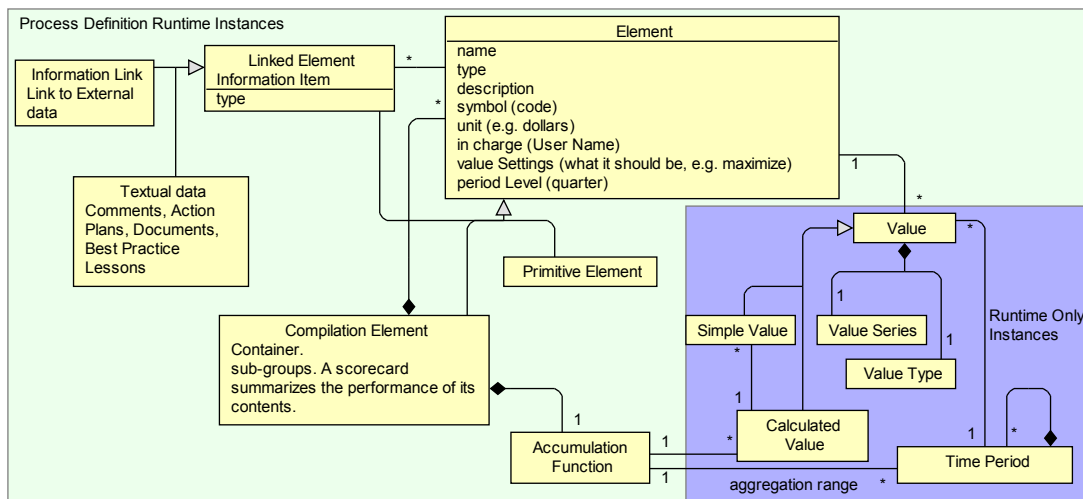 Process Definition Runtime Instances
Element
name
type
description
symbol (code)
unit (e.g. dollars)
in charge (User Name)
value Settings (what it should be, e.g. maximize)
period Level (quarter)
Linked Element
Information Item
type
*
*
Information Link
Link to External
data
Textual data
Comments, Action
Plans, Documents,
Best Practice
Lessons
Primitive Element
1
*
Value
*
Compilation Element
Container.
sub-groups. A scorecard
summarizes the performance of its
contents.
Simple Value
*
1
Value Series
1
Value Type
Runtime Only
Instances
1
Calculated
Value
*
1
Accumulation
Function
1
1
aggregation range
*
1
*
Time Period